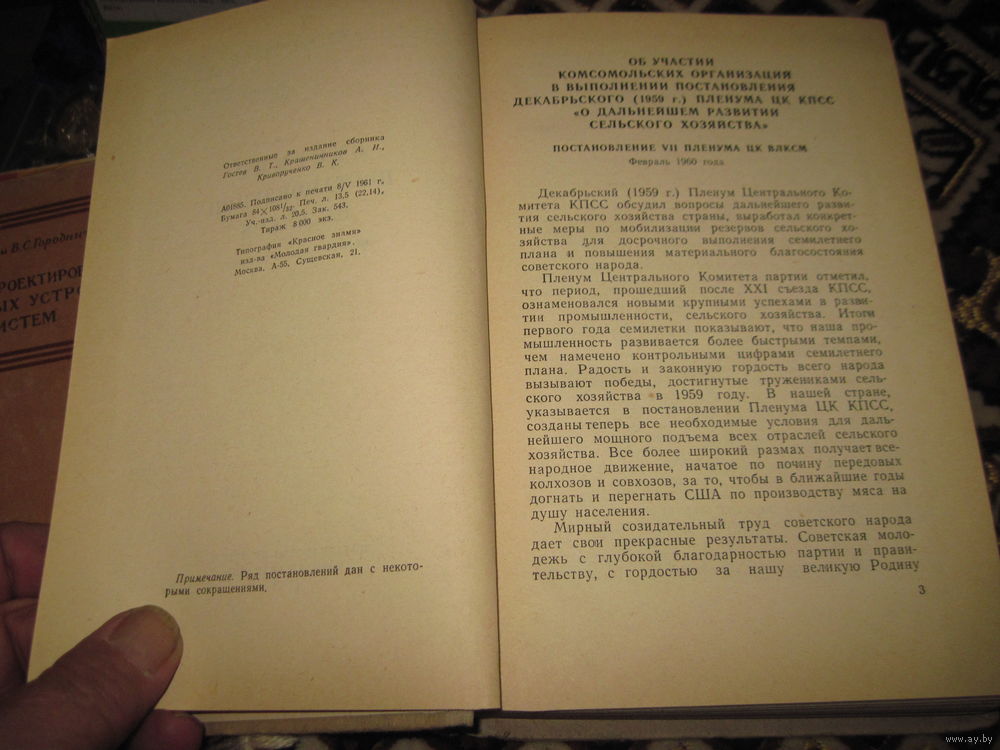 Ответственные за издание сборника
Госев В. Т., Крашенинников А. И.,
Криворученко В. К.
А01885. Подписано к печати 8/V 1961 г.
Бумага 84×108¹/₃₂. Печ. л. 13,5 (22,14),
Уч.-изд. л. 20,5. Зак. 543.
Тираж 8 000 экз.
Типография «Красное знамя»
изд-ва «Молодая гвардия».
Москва, А-55, Сущевская, 21.
Примечание. Ряд постановлений дан с некото-
рыми сокращениями.
ОБ УЧАСТИИ
КОМСОМОЛЬСКИХ ОРГАНИЗАЦИЯ
В ВЫПОЛНЕНИИ ПОСТАНОВЛЕНИЯ
ДЕКАБРЬСКОГО (1959 г.) ПЛЕНУМА ЦК КПСС
«О ДАЛЬНЕЙШЕМ РАЗВИТИИ
СЕЛЬСКОГО ХОЗЯЙСТВА»
ПОСТАНОВЛЕНИЕ VII ПЛЕНУМА ЦК ВЛКСМ
Февраль 1960 года
Декабрьский (1959 г.) Пленум Центрального Ко-
митета КПСС обсудил вопросы дальнейшего разви-
тия сельского хозяйства страны, выработал конкрет-
ные меры по мобилизации резервов сельского хо-
зяйства для досрочного выполнения семилетнего
плана и повышения материального благосостояния
советского народа.
Пленум Центрального Комитета партии отметил,
что период, прошедший после XXI съезда КПСС,
ознаменовался новыми крупными успехами в разви-
тии промышленности, сельского хозяйства. Итоги
первого года семилетки показывают, что наша про-
мышленность развивается более быстрыми темпами,
чем намечено контрольными цифрами семилетнего
плана. Радость и законную гордость всего народа
вызывают победы, достигнутые тружениками сель-
ского хозяйства в 1959 году. В нашей стране,
указывается в постановлении Пленума ЦК КПСС,
созданы теперь все необходимые условия для даль-
нейшего мощного подъема всех отраслей сельского
хозяйства. Все более широкий размах получает все-
народное движение, начатое по почину передовых
колхозов и совхозов, за то, чтобы в ближайшие годы
догнать и перегнать США по производству мяса на
душу населения.
Мирный созидательный труд советского народа
дает свои прекрасные результаты. Советская моло-
дежь с глубокой благодарностью партии и прави-
тельству, с гордостью за нашу великую Родину
3
В.С.Городни
РОЕКТИРОВ
ЫХ УСТРО
ИСТЕМ
www.ay.by